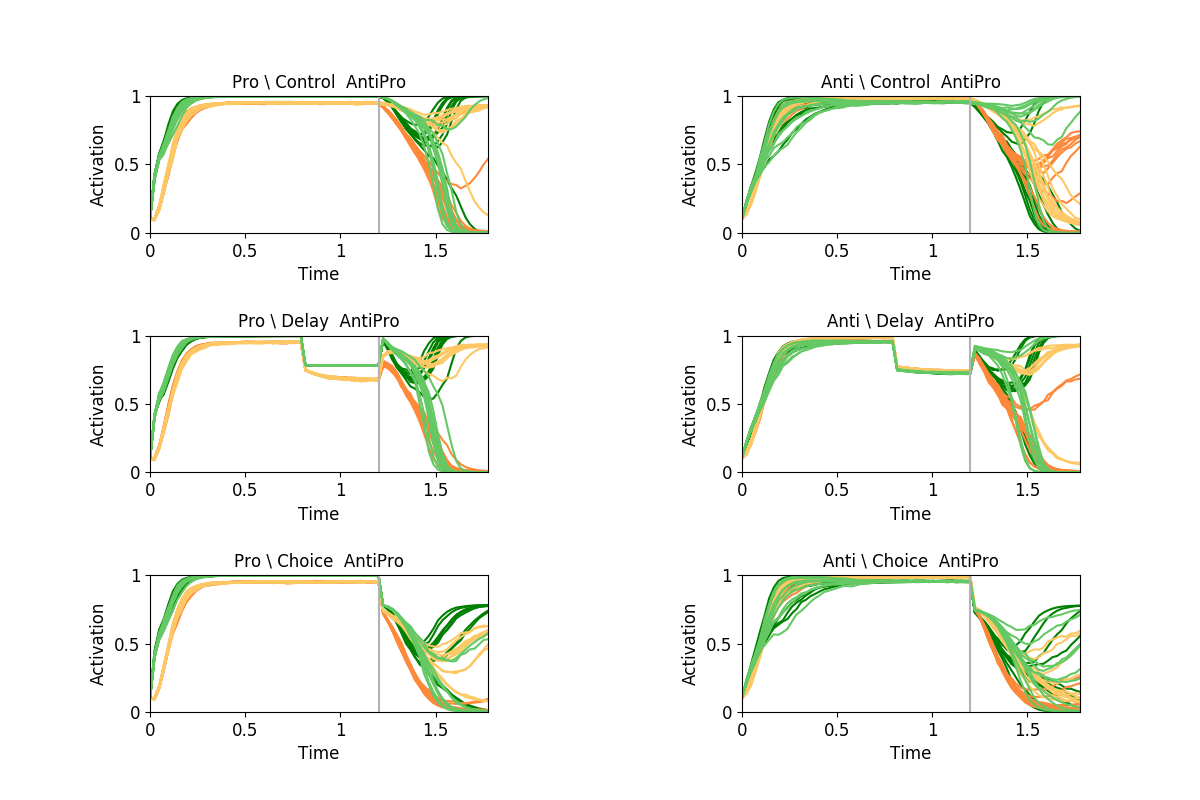 Pro \ Control  AntiPro
1
0.5
0
Activation
0
0.5
1
1.5
Time
Anti \ Control  AntiPro
1
0.5
0
Activation
0
0.5
1
1.5
Time
Pro \ Delay  AntiPro
1
0.5
0
Activation
0
0.5
1
1.5
Time
Anti \ Delay  AntiPro
1
0.5
0
Activation
0
0.5
1
1.5
Time
Pro \ Choice  AntiPro
1
0.5
0
Activation
0
0.5
1
1.5
Time
Anti \ Choice  AntiPro
1
0.5
0
Activation
0
0.5
1
1.5
Time